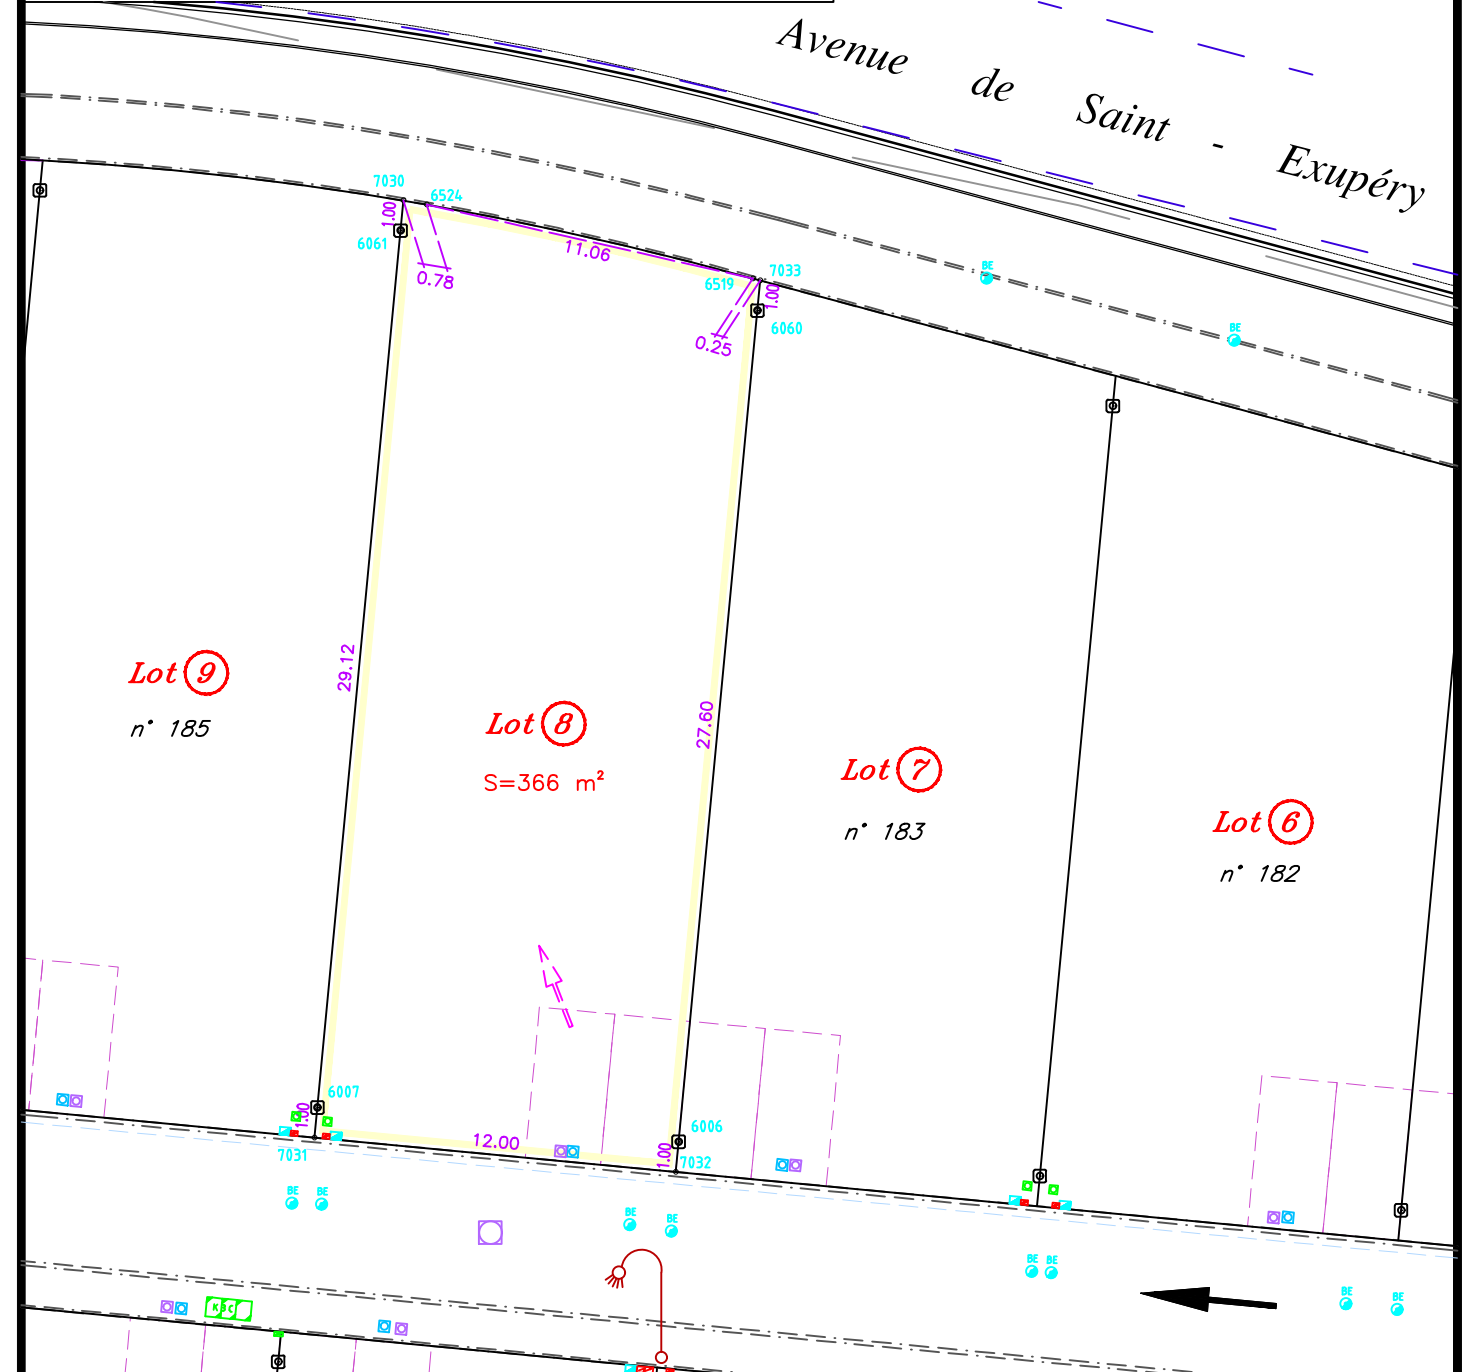 Avenue de Saint - Exupéry
7030
6524
1.00
6061
11.06
0.78
7033
6519
1.00
6060
0.25
BE
BE
29.12
27.60
Lot 9
n° 185
Lot 8
S=366 m²
Lot 7
n° 183
Lot 6
n° 182
6007
1.00
7031
12.00
6006
1.00
7032
BE
BE
BE
BE
BE
BE
BE
BE